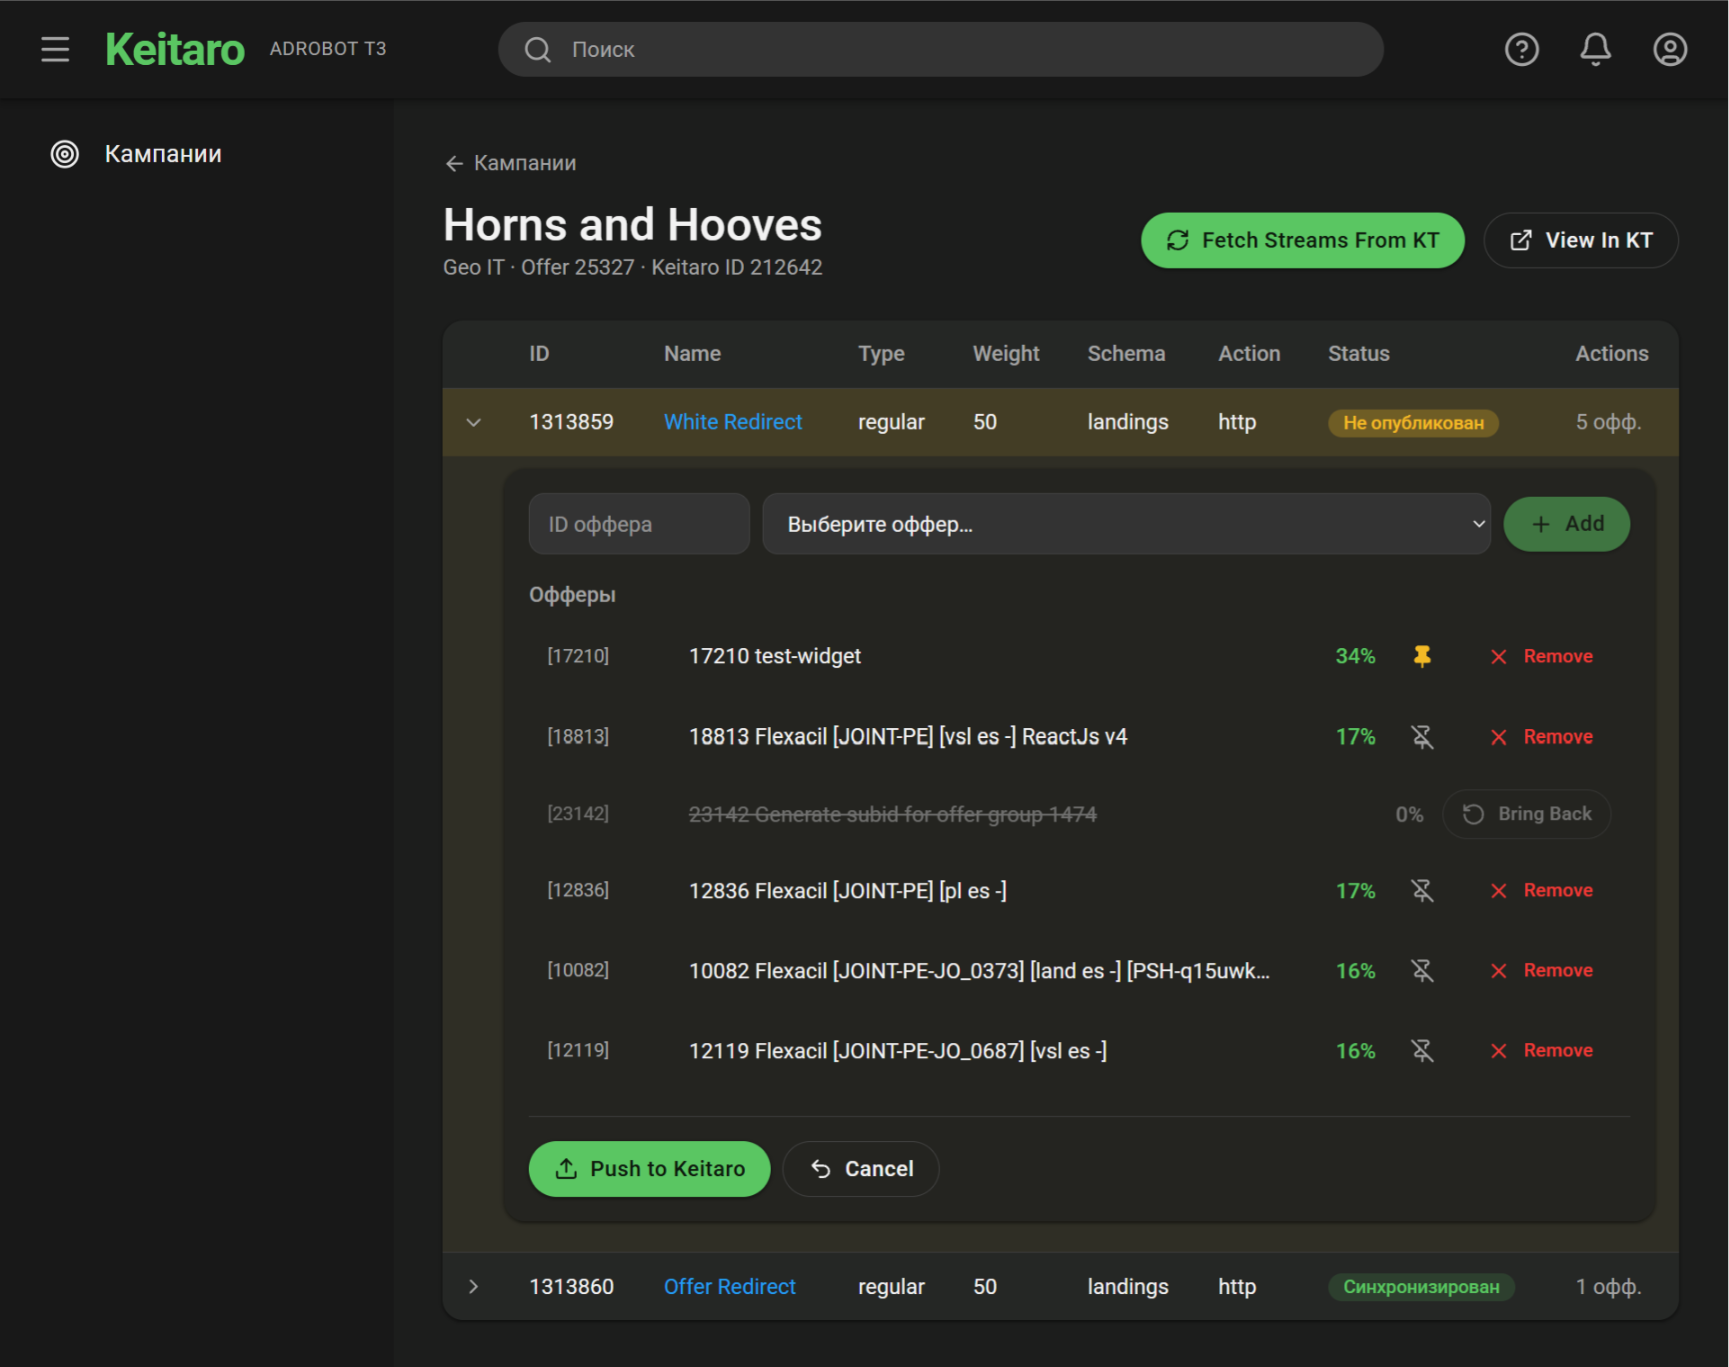 Keitaro ADROBOT T3 Поиск
Кампании
Кампании
Horns and Hooves
Geo IT · Offer 25327 · Keitaro ID 212642
Fetch Streams From KT View In KT
ID Name Type Weight Schema Action Status Actions
1313859 White Redirect regular 50 landings http Не опубликован 5 офф.
ID оффера Выберите оффер... Add
Офферы
[17210] 17210 test-widget 34% Remove
[18813] 18813 Flexacil [JOINT-PE] [vsl es -] ReactJs v4 17% Remove
[23142] 23142 Generate subid for offer group 1474 0% Bring Back
[12836] 12836 Flexacil [JOINT-PE] [pl es -] 17% Remove
[10082] 10082 Flexacil [JOINT-PE-JO_0373] [land es -] [PSH-q15uwk... 16% Remove
[12119] 12119 Flexacil [JOINT-PE-JO_0687] [vsl es -] 16% Remove
Push to Keitaro Cancel
1313860 Offer Redirect regular 50 landings http Синхронизирован 1 офф.